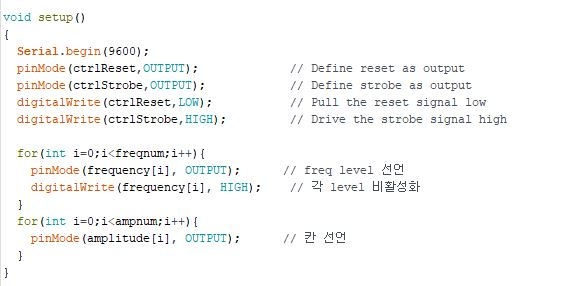 void setup()
{
  Serial.begin(9600);
  pinMode(ctrlReset,OUTPUT);             // Define reset as output
  pinMode(ctrlStrobe,OUTPUT);            // Define strobe as output
  digitalWrite(ctrlReset,LOW);           // Pull the reset signal low
  digitalWrite(ctrlStrobe,HIGH);         // Drive the strobe signal high

  for(int i=0;i<freqnum;i++){
    pinMode(frequency[i], OUTPUT);      // freq level 선언
    digitalWrite(frequency[i], HIGH);    // 각 level 비활성화
  }
  for(int i=0;i<ampnum;i++){
    pinMode(amplitude[i], OUTPUT);      // 칸 선언
  }
}